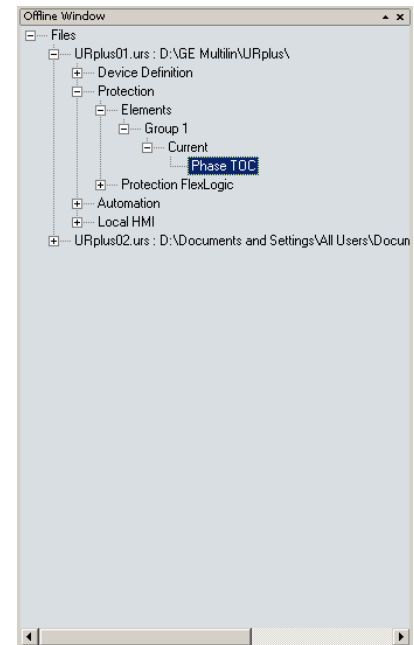 Offline Window
Files
URplus01.urs : D:\GE Multilin\URplus\
Device Definition
Protection
Elements
Group 1
Current
Phase TOC
Protection FlexLogic
Automation
Local HMI
URplus02.urs : D:\Documents and Settings\All Users\Docun